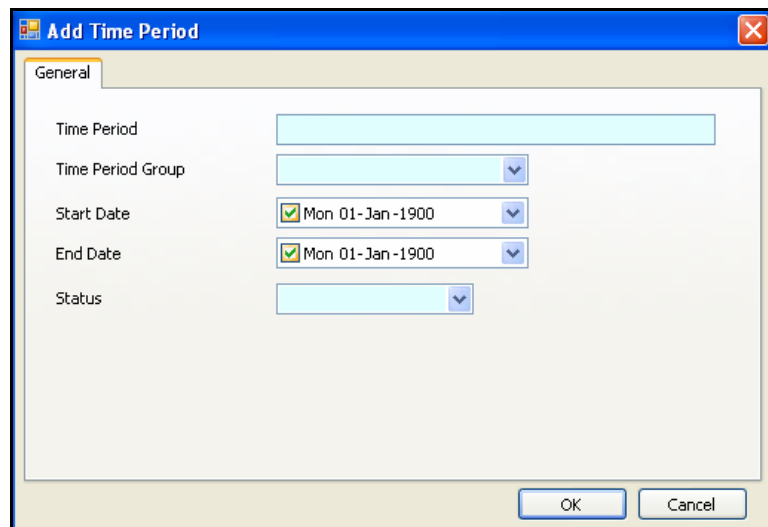 Add Time Period
General
Time Period
Time Period Group
Start Date Mon 01-Jan-1900
End Date Mon 01-Jan-1900
Status
OK Cancel